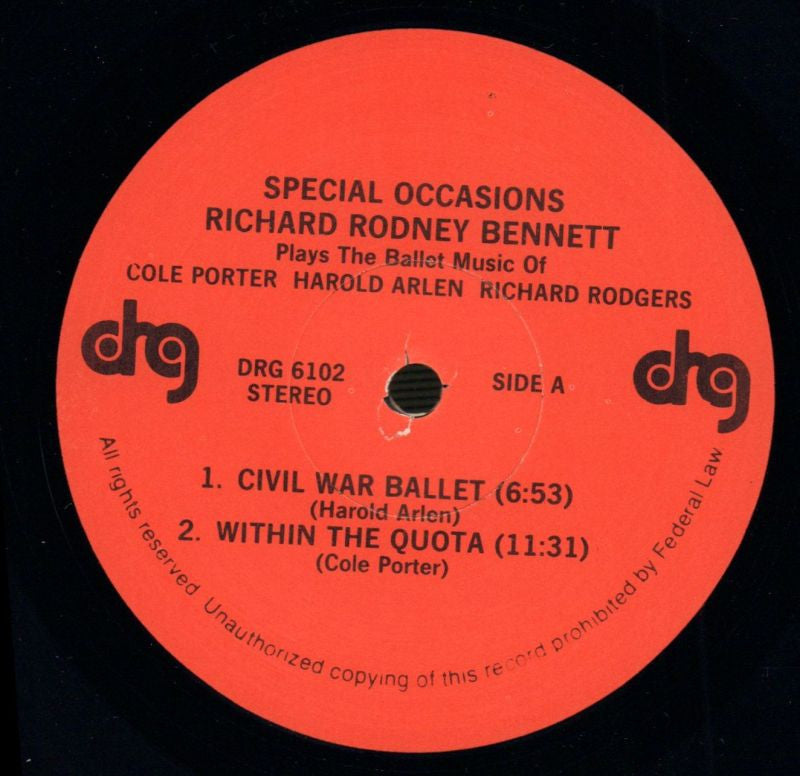 SPECIAL OCCASIONS
RICHARD RODNEY BENNETT
Plays The Ballet Music Of
COLE PORTER HAROLD ARLEN RICHARD RODGERS
drg
drg
DRG 6102
STEREO
SIDE A
1. CIVIL WAR BALLET (6:53)
(Harold Arlen)
2. WITHIN THE QUOTA (11:31)
(Cole Porter)
All rights reserved Unauthorized copying of this record prohibited by Federal Law